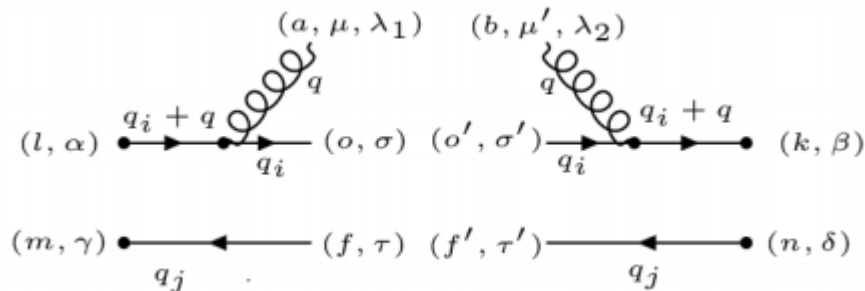 (a, μ, λ₁) (b, μ′, λ₂)
q q
q_i + q q_i + q
(l, α) (o, σ) (o′, σ′) (k, β)
q_i q_i
(m, γ) (f, τ) (f′, τ′) (n, δ)
q_j q_j